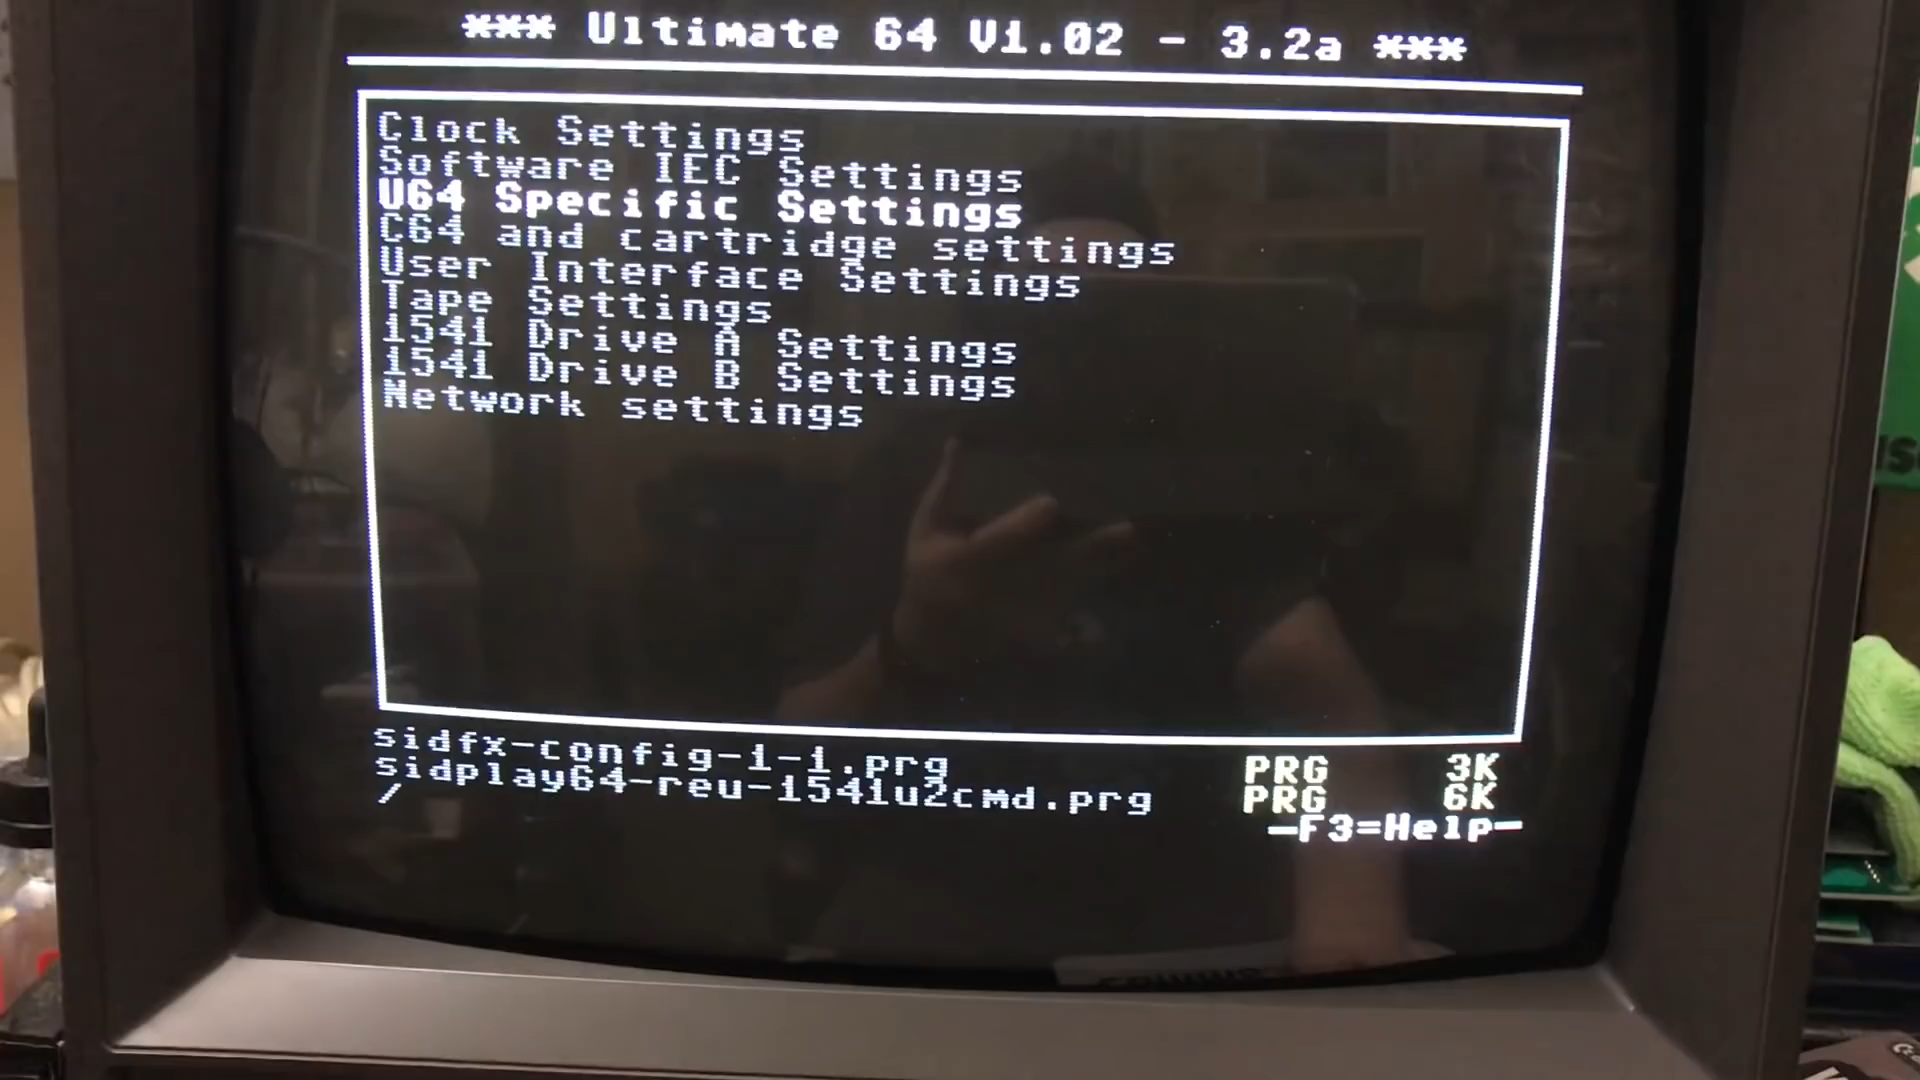 *** Ultimate 64 V1.02 - 3.2a ***
Clock Settings
Software IEC Settings
U64 Specific Settings
C64 and cartridge settings
User Interface Settings
Tape Settings
1541 Drive A Settings
1541 Drive B Settings
Network settings
sidfx-config-1-1.prg PRG 3K
sidplay64-reu-1541u2cmd.prg PRG 6K
/
-F3=Help-